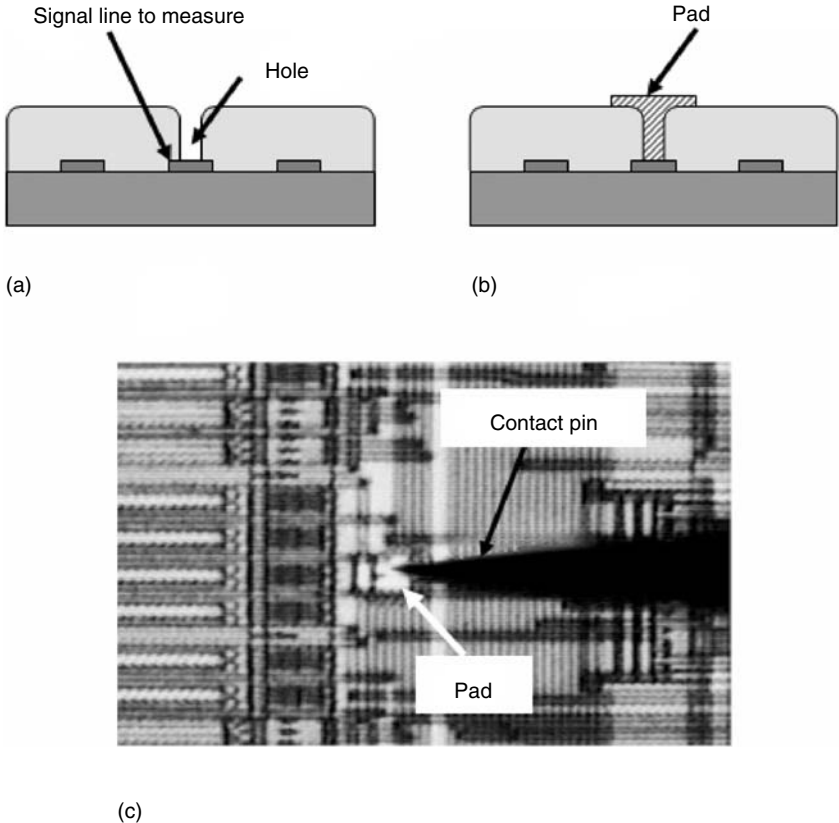 Signal line to measure
Hole
Pad
(a)
(b)
Contact pin
Pad
(c)